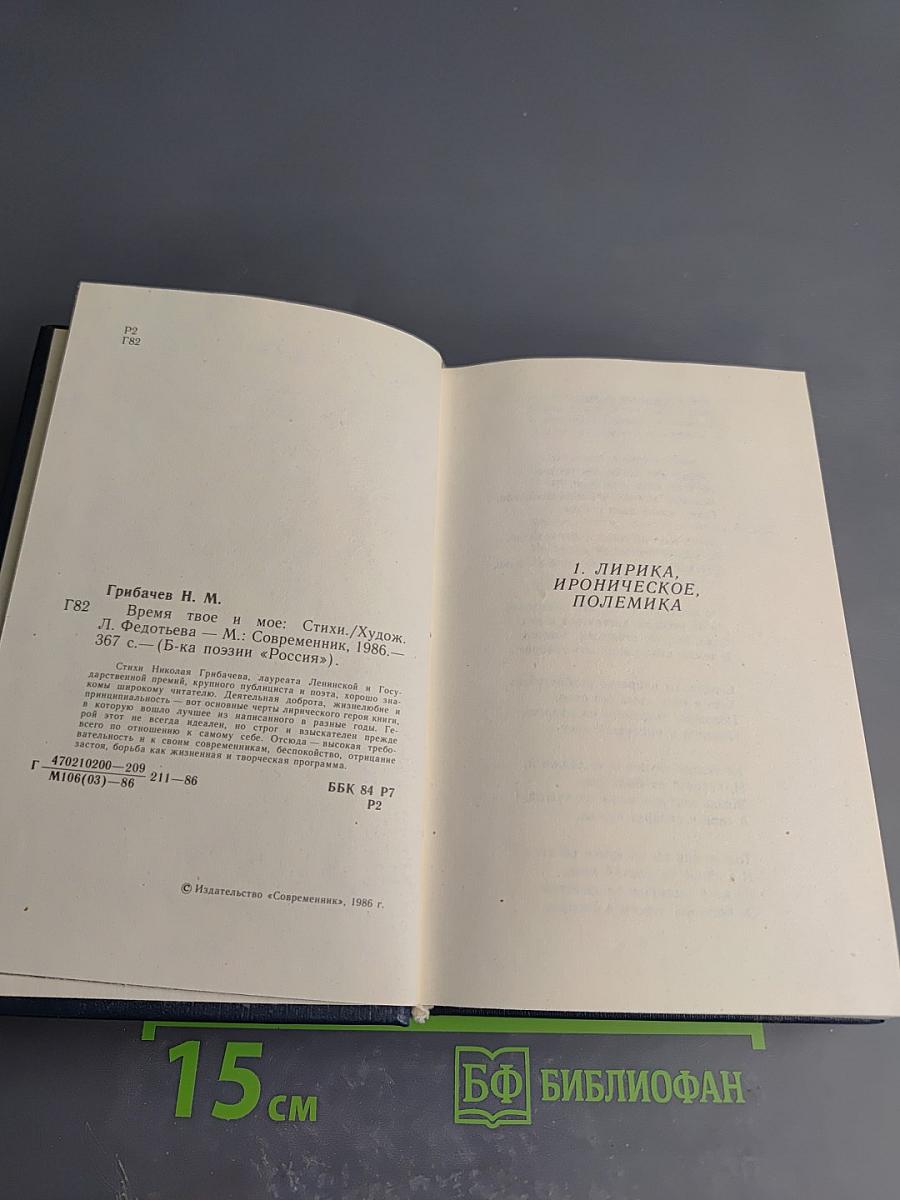 Р2
Г82
Грибачев Н. М.
Г82 Время твое и мое: Стихи./Худож.
Л. Федотьева — М.: Современник, 1986.—
367 с.— (Б-ка поэзии «Россия»).
Стихи Николая Грибачева, лауреата Ленинской и Госу-
дарственной премий, крупного публициста и поэта, хорошо зна-
комы широкому читателю. Деятельная доброта, жизнелюбие и
принципиальность — вот основные черты лирического героя книги,
в которую вошло лучшее из написанного в разные годы. Ге-
рой этот не всегда идеален, но строг и взыскателен прежде
всего по отношению к самому себе. Отсюда — высокая требо-
вательность и к своим современникам, беспокойство, отрицание
застоя, борьба как жизненная и творческая программа.
Г 470210200—209
М106(03)—86 211—86
ББК 84 Р7
Р2
© Издательство «Современник», 1986 г.
1. ЛИРИКА,
ИРОНИЧЕСКОЕ,
ПОЛЕМИКА
15 см
БФ БИБЛИОФАН